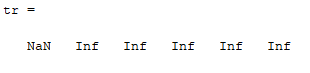 tr =
NaN Inf Inf Inf Inf Inf